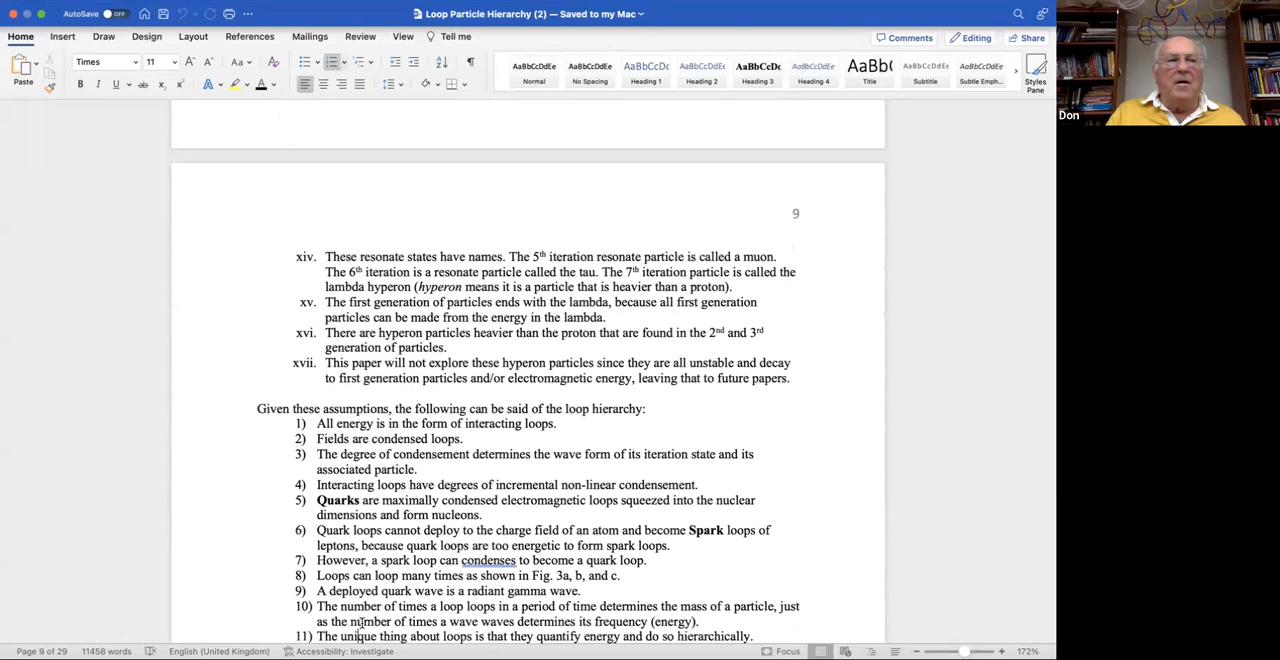 AutoSave OFF
Loop Particle Hierarchy (2) — Saved to my Mac
Home Insert Draw Design Layout References Mailings Review View Tell me
Comments Editing Share
Paste
Times 11
AaBbCcDdEe AaBbCcDdEe AaBbCcDc AaBbCcDdEe AaBbCcDc AaBbCcDdEe AaBb( AaBbCcDdEe AaBbCcDdEe
Normal No Spacing Heading 1 Heading 2 Heading 3 Heading 4 Title Subtitle Subtle Emph...
Styles
Pane
Don
9
xiv. These resonate states have names. The 5th iteration resonate particle is called a muon.
The 6th iteration is a resonate particle called the tau. The 7th iteration particle is called the
lambda hyperon (hyperon means it is a particle that is heavier than a proton).
xv. The first generation of particles ends with the lambda, because all first generation
particles can be made from the energy in the lambda.
xvi. There are hyperon particles heavier than the proton that are found in the 2nd and 3rd
generation of particles.
xvii. This paper will not explore these hyperon particles since they are all unstable and decay
to first generation particles and/or electromagnetic energy, leaving that to future papers.
Given these assumptions, the following can be said of the loop hierarchy:
1) All energy is in the form of interacting loops.
2) Fields are condensed loops.
3) The degree of condensement determines the wave form of its iteration state and its
associated particle.
4) Interacting loops have degrees of incremental non-linear condensement.
5) Quarks are maximally condensed electromagnetic loops squeezed into the nuclear
dimensions and form nucleons.
6) Quark loops cannot deploy to the charge field of an atom and become Spark loops of
leptons, because quark loops are too energetic to form spark loops.
7) However, a spark loop can condenses to become a quark loop.
8) Loops can loop many times as shown in Fig. 3a, b, and c.
9) A deployed quark wave is a radiant gamma wave.
10) The number of times a loop loops in a period of time determines the mass of a particle, just
as the number of times a wave waves determines its frequency (energy).
11) The unique thing about loops is that they quantify energy and do so hierarchically.
Page 9 of 29 11458 words English (United Kingdom) Accessibility: Investigate Focus 172%